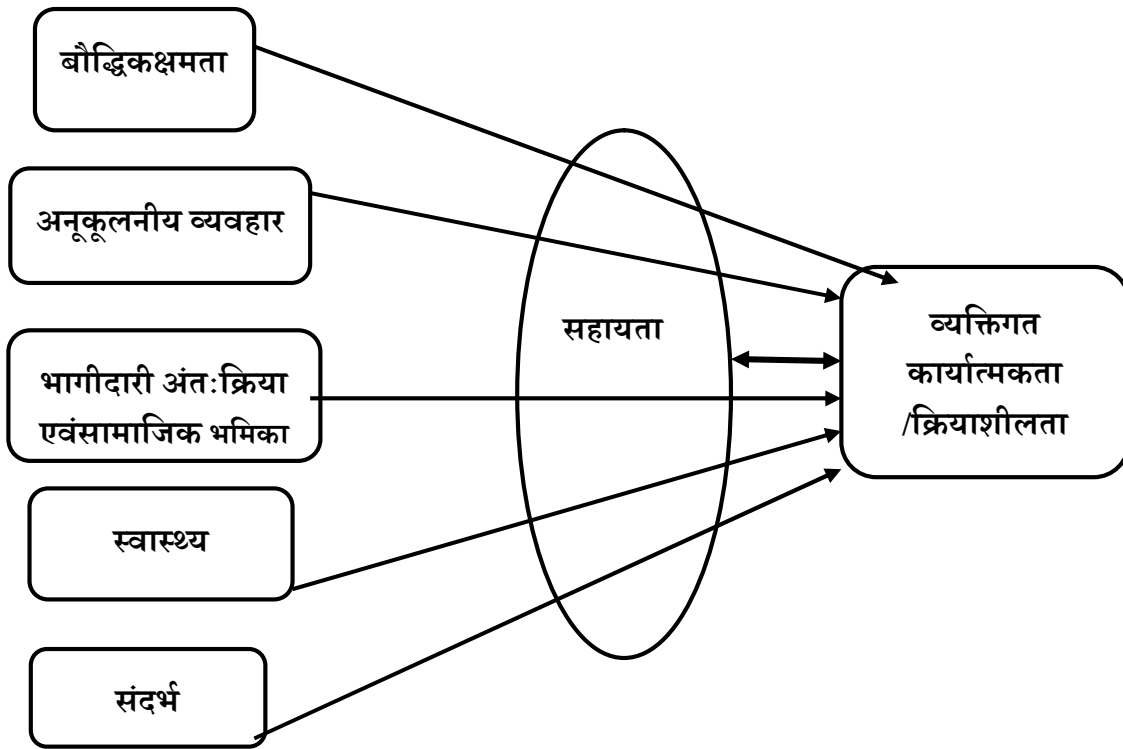 बौद्धिकक्षमता
अनूकूलनीय व्यवहार
भागीदारी अंत:क्रिया
एवंसामाजिक भमिका
स्वास्थ्य
संदर्भ
सहायता
व्यक्तिगत
कार्यात्मकता
/क्रियाशीलता